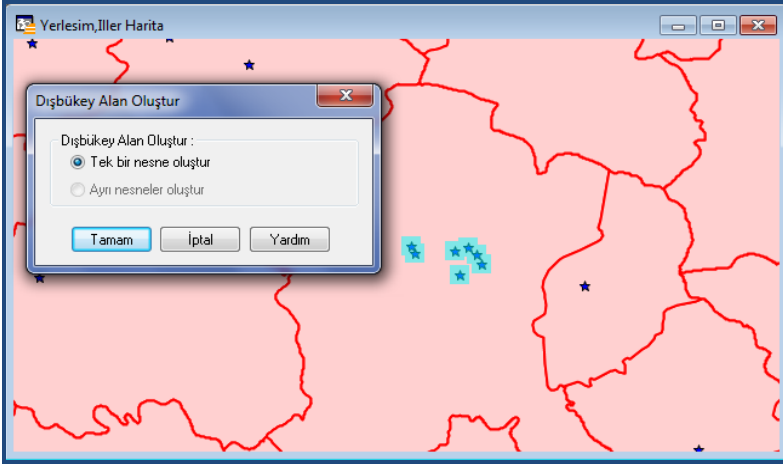 Yerlesim,Iller Harita
Dışbükey Alan Oluştur
Dışbükey Alan Oluştur :
Tek bir nesne oluştur
Ayrı nesneler oluştur
Tamam İptal Yardım